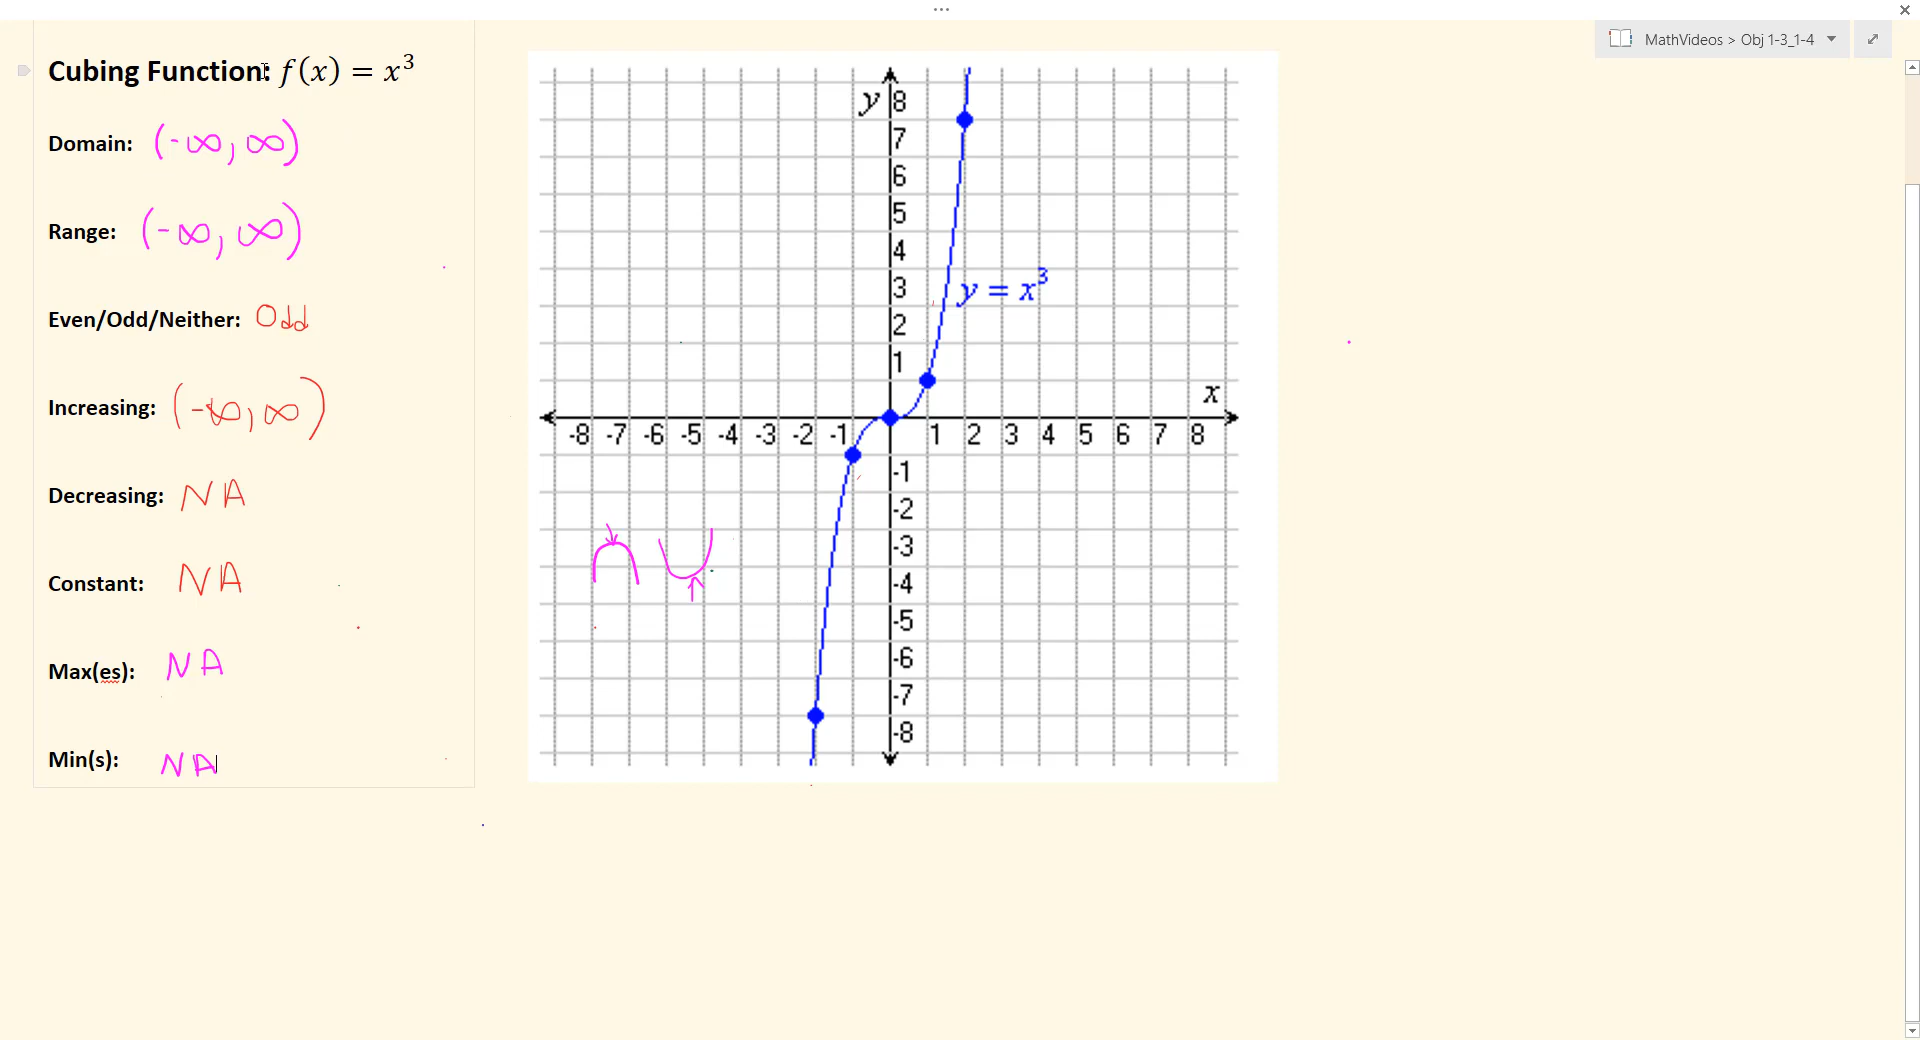 MathVideos > Obj 1-3_1-4
Cubing Function: f(x) = x³
Domain: (-∞, ∞)
Range: (-∞, ∞)
Even/Odd/Neither: Odd
Increasing: (-∞, ∞)
Decreasing: NA
Constant: NA
Max(es): NA
Min(s): NA
y 8
7
6
5
4
3
2
1
y = x³
x
-8 -7 -6 -5 -4 -3 -2 -1 1 2 3 4 5 6 7 8
-1
-2
-3
-4
-5
-6
-7
-8